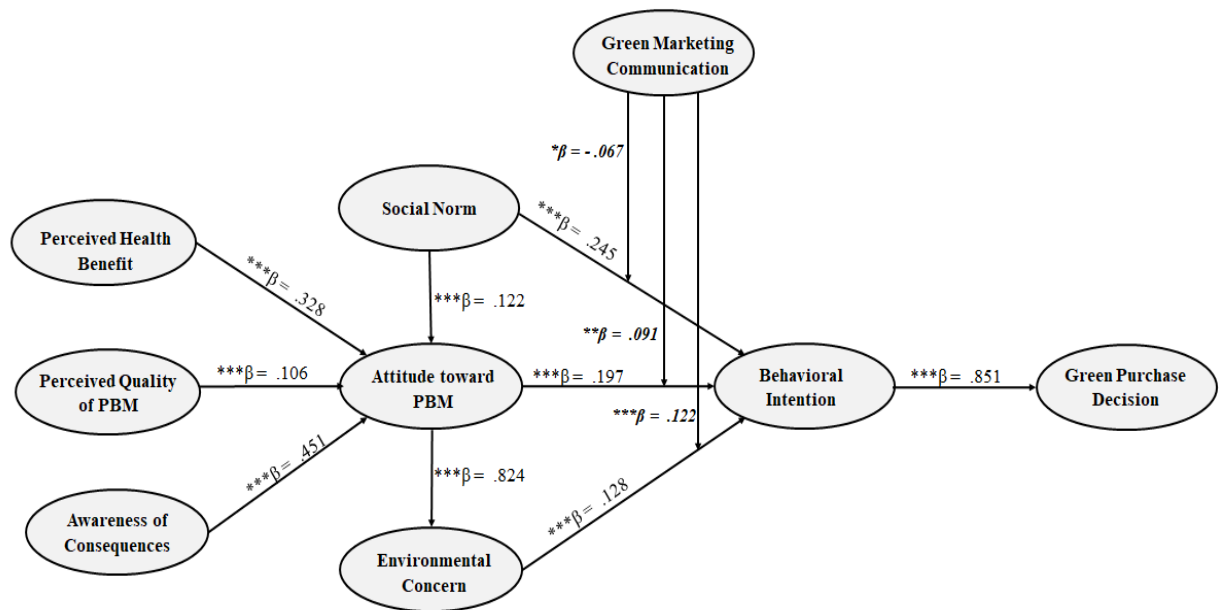 Green Marketing
Communication
*β = - .067
Social Norm
***β = .245
Perceived Health
Benefit
***β = .328
***β = .122
**β = .091
Perceived Quality
of PBM
***β = .106
Attitude toward
PBM
***β = .197
Behavioral
Intention
***β = .851
Green Purchase
Decision
***β = .122
***β = .451
***β = .824
***β = .128
Awareness of
Consequences
Environmental
Concern